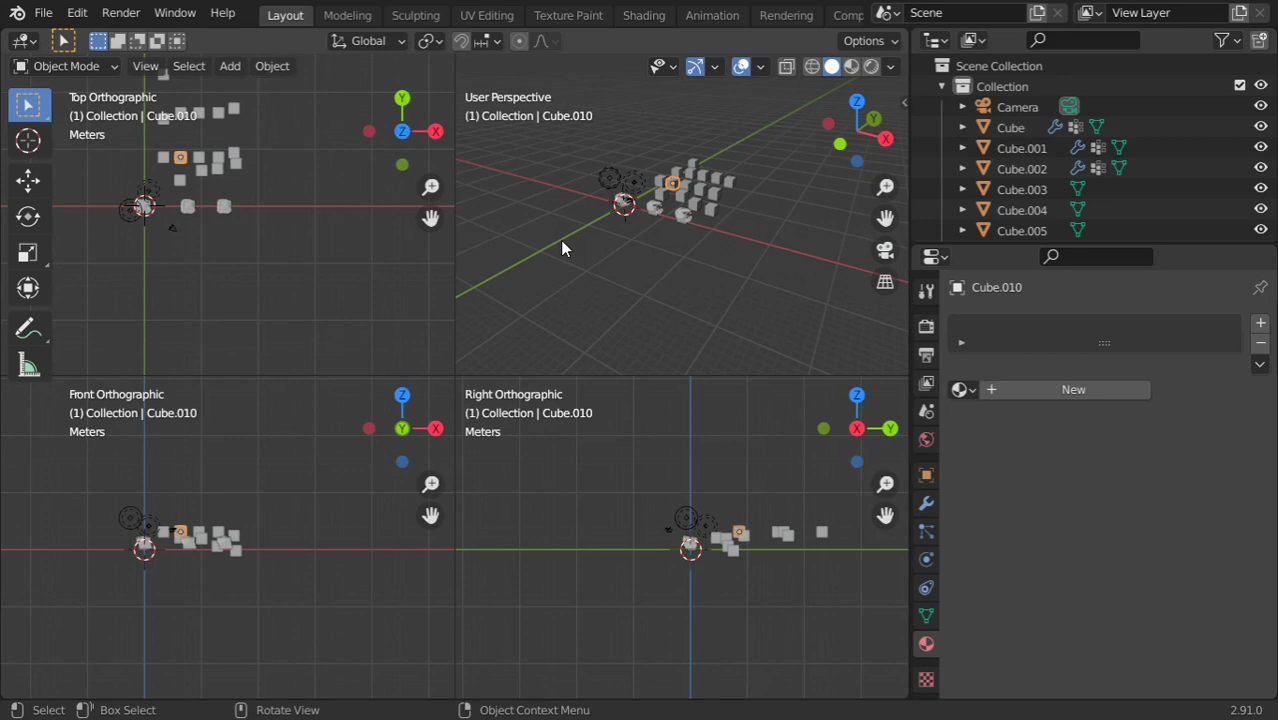 File Edit Render Window Help Layout Modeling Sculpting UV Editing Texture Paint Shading Animation Rendering Comp Scene View Layer
Global Options
Object Mode View Select Add Object
Top Orthographic
(1) Collection | Cube.010
Meters
X
Y
Z
User Perspective
(1) Collection | Cube.010
Z
Y
X
Front Orthographic
(1) Collection | Cube.010
Meters
Z
Y
X
Right Orthographic
(1) Collection | Cube.010
Meters
Z
X
Y
Scene Collection
Collection
Camera
Cube
Cube.001
Cube.002
Cube.003
Cube.004
Cube.005
Cube.010
New
Select Box Select Rotate View Object Context Menu 2.91.0